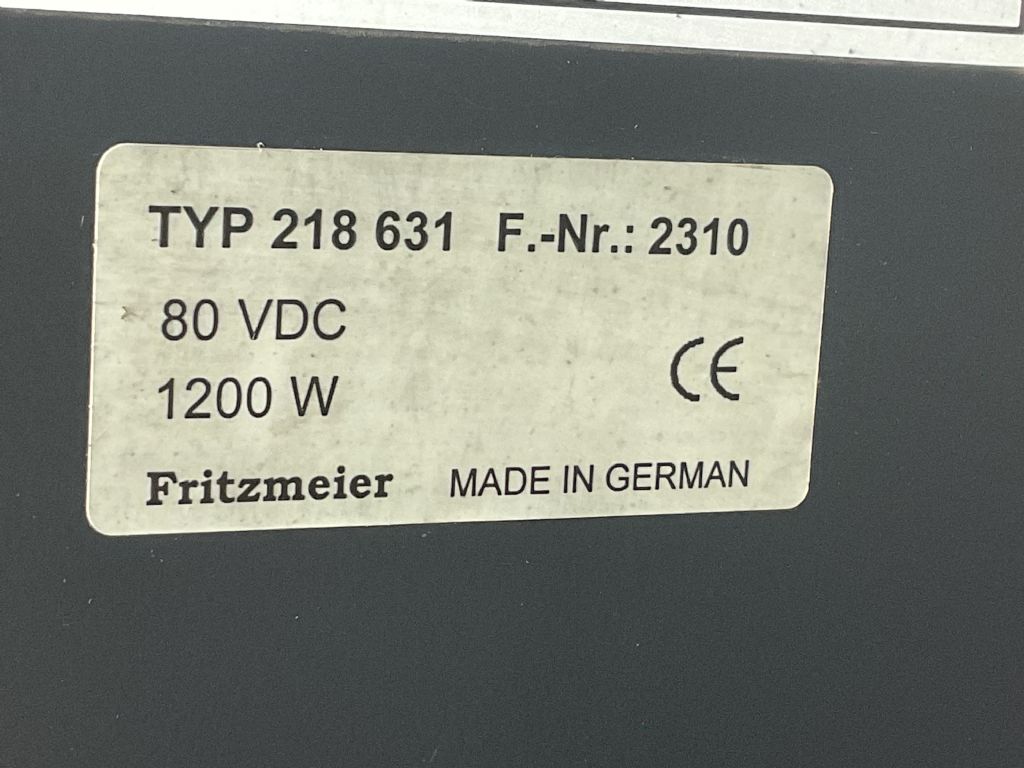 TYP 218 631 F.-Nr.: 2310
80 VDC
1200 W
CE
Fritzmeier MADE IN GERMAN